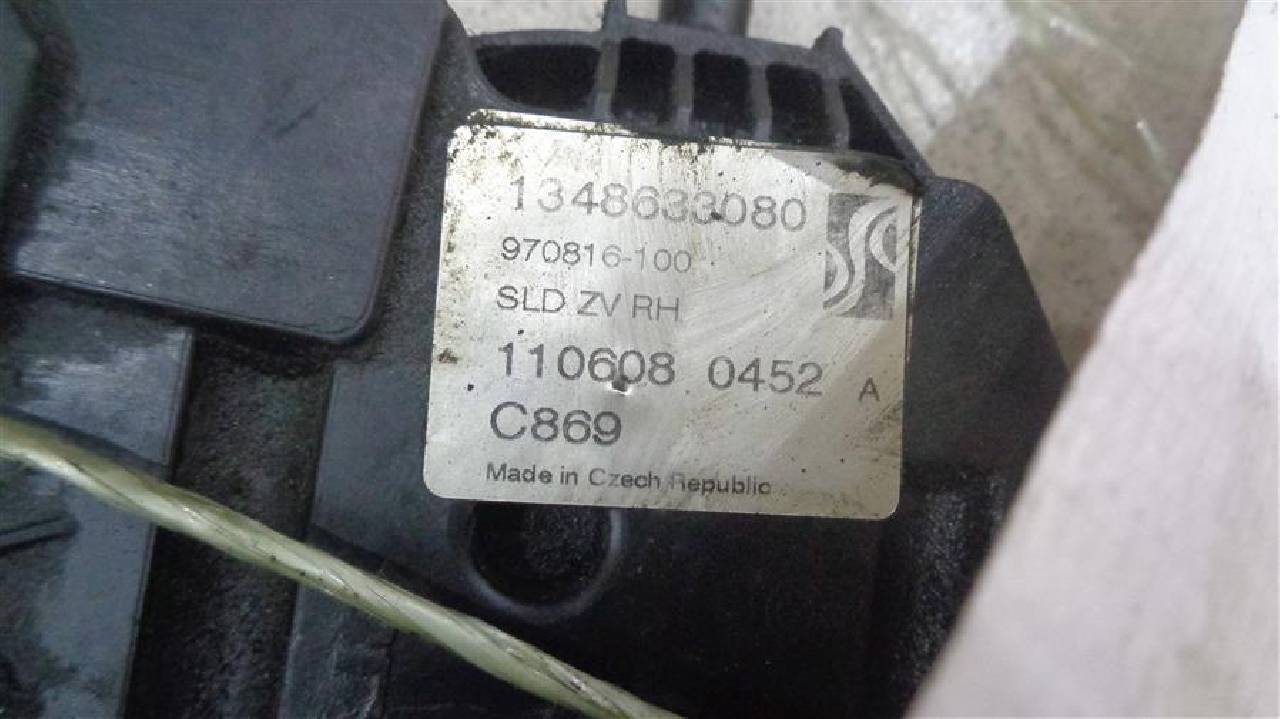 1348633080
970816-100
SLD ZV RH
110608 0452 A
C869
Made in Czech Republic